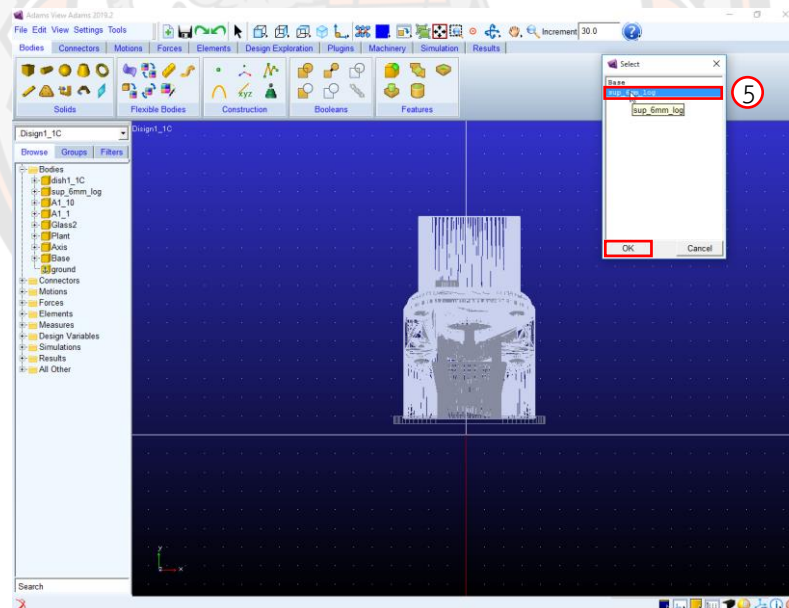 Adams View Adams 2019.2
File Edit View Settings Tools
Increment 30.0
Bodies Connectors Motions Forces Elements Design Exploration Plugins Machinery Simulation Results
Solids Flexible Bodies Construction Booleans Features
Disign1_1C
Browse Groups Filters
Bodies
dish1_1C
sup_6mm_log
A1_10
A1_1
Glass2
Plant
Axis
Base
ground
Connectors
Motions
Forces
Elements
Measures
Design Variables
Simulations
Results
All Other
Search
Disign1_1C
y
x
Select
Base
sup_6mm_log
sup_6mm_log
OK Cancel
5